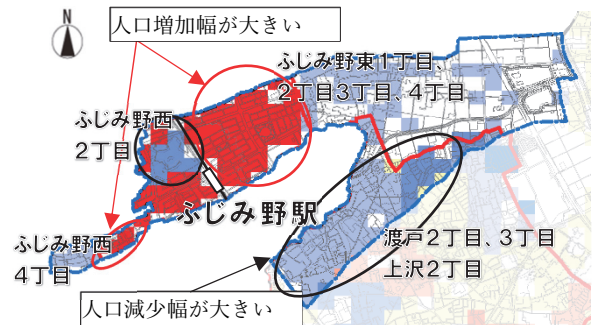 N
人口増加幅が大きい
ふじみ野東1丁目、
2丁目3丁目、4丁目
ふじみ野西
2丁目
ふじみ野駅
ふじみ野西
4丁目
渡戸2丁目、3丁目
上沢2丁目
人口減少幅が大きい